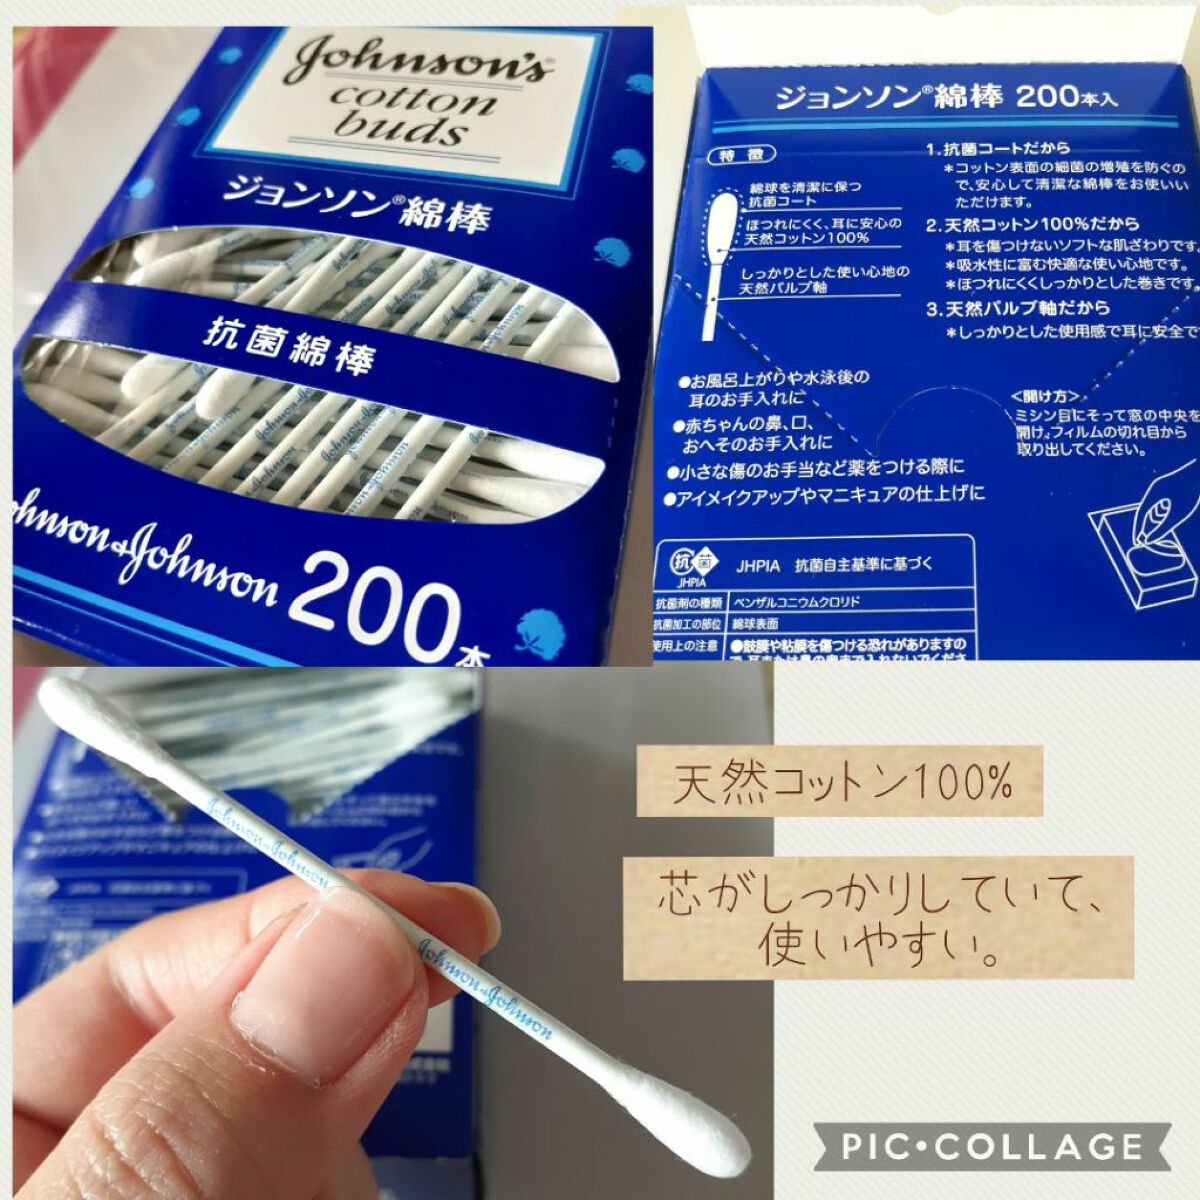 Johnson's®
cotton
buds
ジョンソン®綿棒
抗菌綿棒
Johnson+Johnson
200本
ジョンソン®綿棒 200本入
特徴
綿球を清潔に保つ
抗菌コート
ほつれにくく、耳に安心の
天然コットン100%
しっかりとした使い心地の
天然パルプ軸
1.抗菌コートだから
*コットン表面の細菌の増殖を防ぐの
で、安心して清潔な綿棒をお使いい
ただけます。
2.天然コットン100%だから
*耳を傷つけないソフトな肌ざわりです。
*吸水性に富む快適な使い心地です。
*ほつれにくくしっかりとした巻きです。
3.天然パルプ軸だから
*しっかりとした使用感で耳に安全で
●お風呂上がりや水泳後の
耳のお手入れに
●赤ちゃんの鼻、口、
おへそのお手入れに
●小さな傷のお手当など薬をつける際に
●アイメイクアップやマニキュアの仕上げに
<開け方>
ミシン目にそって窓の中央を
開け、フィルムの切れ目から
取り出してください。
抗菌
JHPIA
JHPIA 抗菌自主基準に基づく
抗菌剤の種類 ベンザルコニウムクロリド
抗菌加工の部位 綿球表面
使用上の注意 ●鼓膜や粘膜を傷つける恐れがありますの
Johnson+Johnson
Johnson+Johnson
天然コットン100%
芯がしっかりしていて、
使いやすい。
PIC•COLLAGE